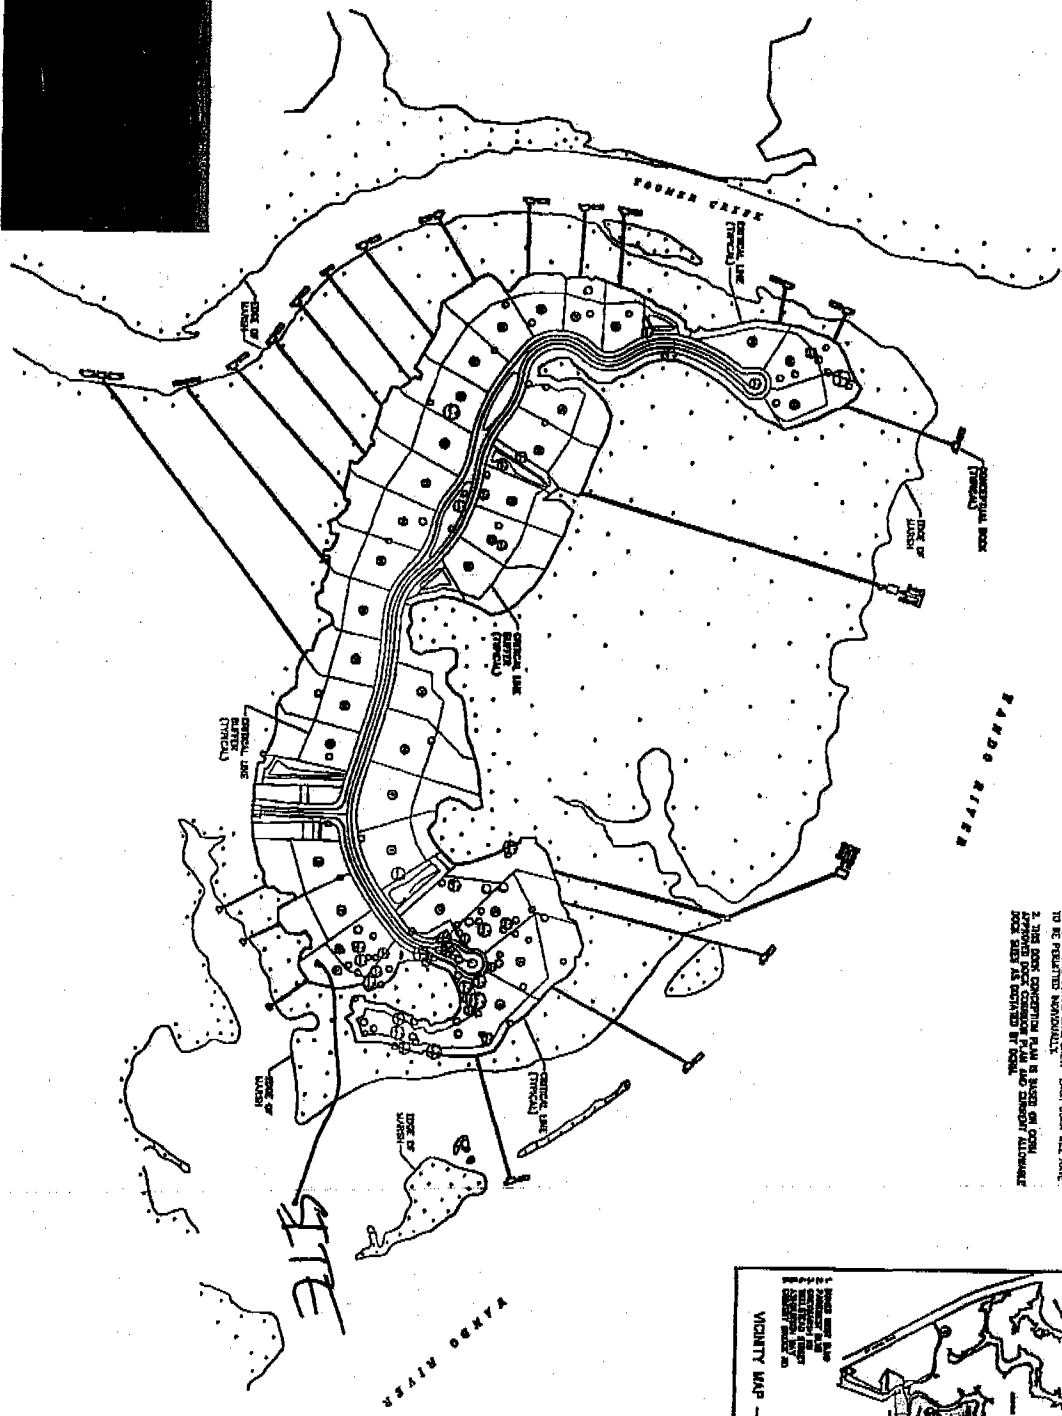 FAGNER CREEK
CRITICAL LINE
(TYPICAL)
EDGE OF
MARSH
CONCEPTUAL DOCK
(TYPICAL)
EDGE OF
MARSH
CRITICAL LINE
BUFFER
(TYPICAL)
WANDO RIVER
CRITICAL LINE
BUFFER
(TYPICAL)
TO BE PERMITTED INDIVIDUALLY.
2. THIS DOCK CONCEPTION PLAN IS BASED ON OCRM
APPROVED DOCK CORRIDOR PLAN AND CURRENT ALLOWABLE
DOCK SIZES AS DICTATED BY
EDGE OF
MARSH
CRITICAL LINE
(TYPICAL)
EDGE OF
MARSH
SITE
WANDO RIVER
VICINITY MAP